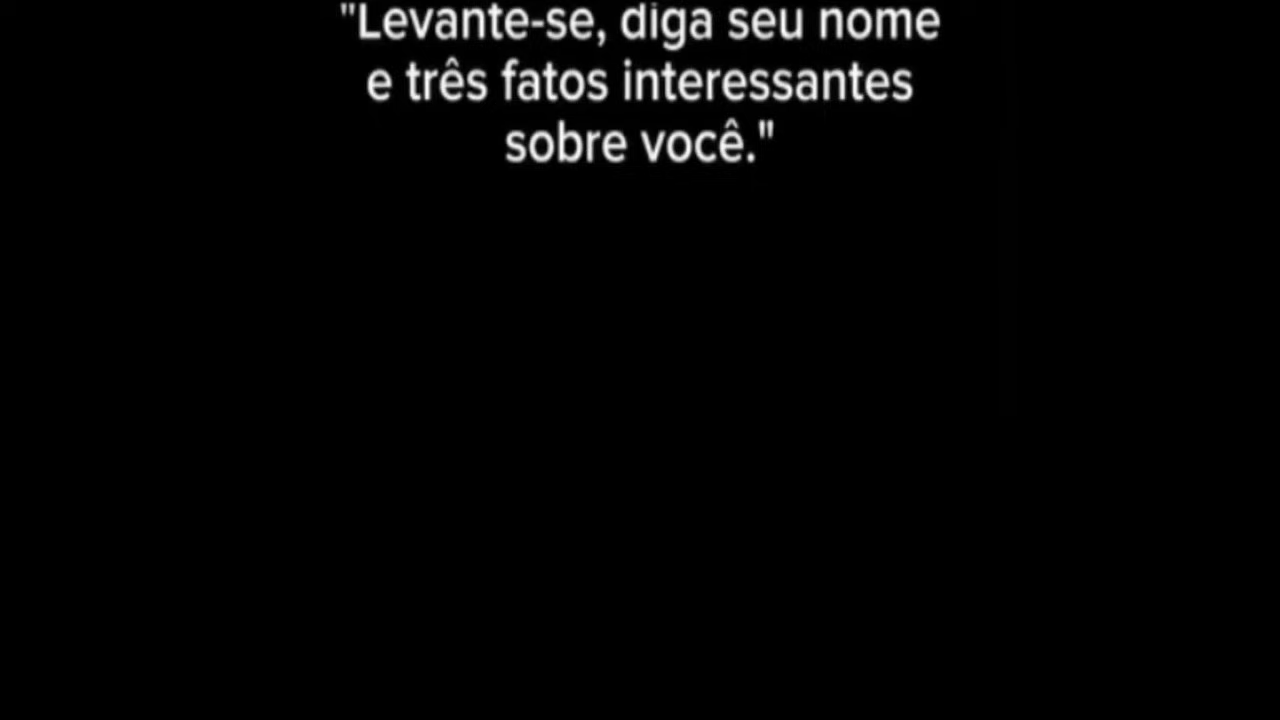 "Levante-se, diga seu nome
e três fatos interessantes
sobre você."